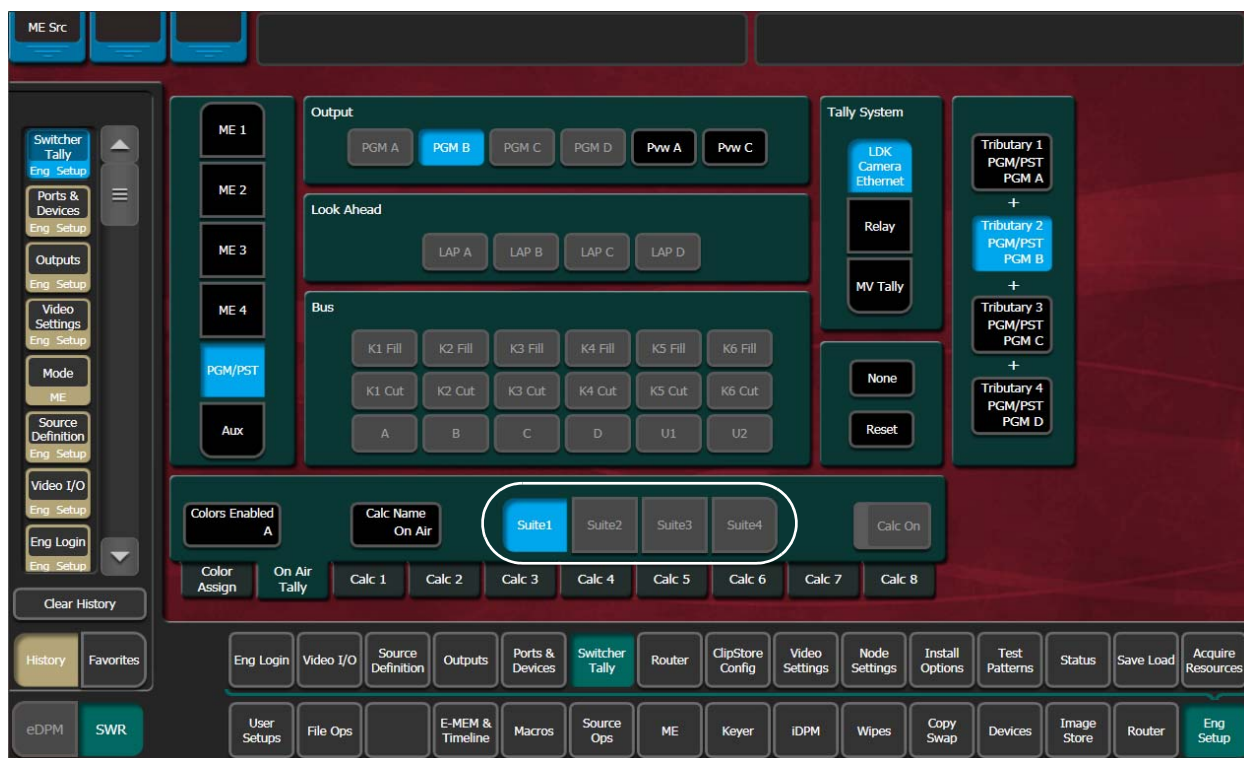 ME Src
Switcher
Tally
Eng Setup
Ports &
Devices
Eng Setup
Outputs
Eng Setup
Video
Settings
Eng Setup
Mode
ME
Source
Definition
Eng Setup
Video I/O
Eng Setup
Eng Login
Eng Setup
Clear History
History
Favorites
eDPM
SWR
ME 1
ME 2
ME 3
ME 4
PGM/PST
Aux
Output
PGM A
PGM B
PGM C
PGM D
Pvw A
Pvw C
Look Ahead
LAP A
LAP B
LAP C
LAP D
Bus
K1 Fill
K2 Fill
K3 Fill
K4 Fill
K5 Fill
K6 Fill
K1 Cut
K2 Cut
K3 Cut
K4 Cut
K5 Cut
K6 Cut
A
B
C
D
U1
U2
Tally System
LDK
Camera
Ethernet
Relay
MV Tally
None
Reset
Tributary 1
PGM/PST
PGM A
+
Tributary 2
PGM/PST
PGM B
+
Tributary 3
PGM/PST
PGM C
+
Tributary 4
PGM/PST
PGM D
Colors Enabled
A
Calc Name
On Air
Suite1
Suite2
Suite3
Suite4
Calc On
Color
Assign
On Air
Tally
Calc 1
Calc 2
Calc 3
Calc 4
Calc 5
Calc 6
Calc 7
Calc 8
Eng Login
Video I/O
Source
Definition
Outputs
Ports &
Devices
Switcher
Tally
Router
ClipStore
Config
Video
Settings
Node
Settings
Install
Options
Test
Patterns
Status
Save Load
Acquire
Resources
User
Setups
File Ops
E-MEM &
Timeline
Macros
Source
Ops
ME
Keyer
iDPM
Wipes
Copy
Swap
Devices
Image
Store
Router
Eng
Setup